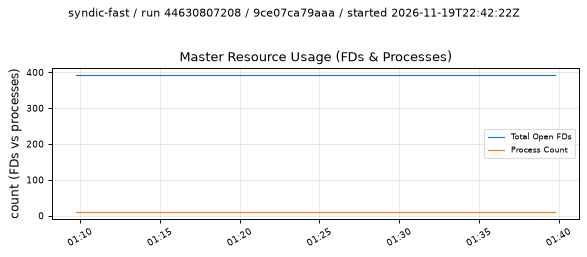 syndic-fast / run 44630807208 / 9ce07ca79aaa / started 2026-11-19T22:42:22Z
Master Resource Usage (FDs & Processes)
count (FDs vs processes)
400
300
200
100
0
Total Open FDs
Process Count
01:10
01:15
01:20
01:25
01:30
01:35
01:40